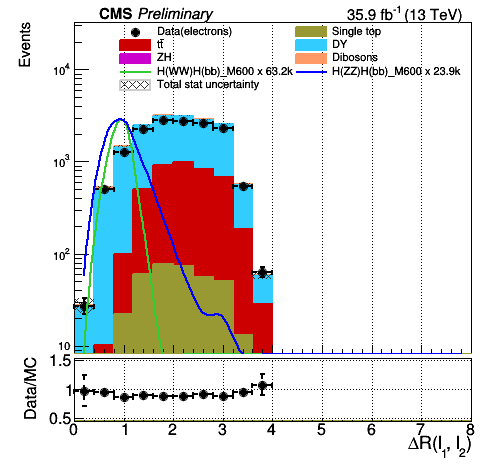 CMS Preliminary 35.9 fb⁻¹ (13 TeV)
Data(electrons) Single top
tt̄ DY
ZH Dibosons
H(WW)H(bb)_M600 x 63.2k H(ZZ)H(bb)_M600 x 23.9k
Total stat uncertainty
Events
10⁴
10³
10²
10
Data/MC
1.5
1
0.5
0 1 2 3 4 5 6 7 8
ΔR(l₁, l₂)